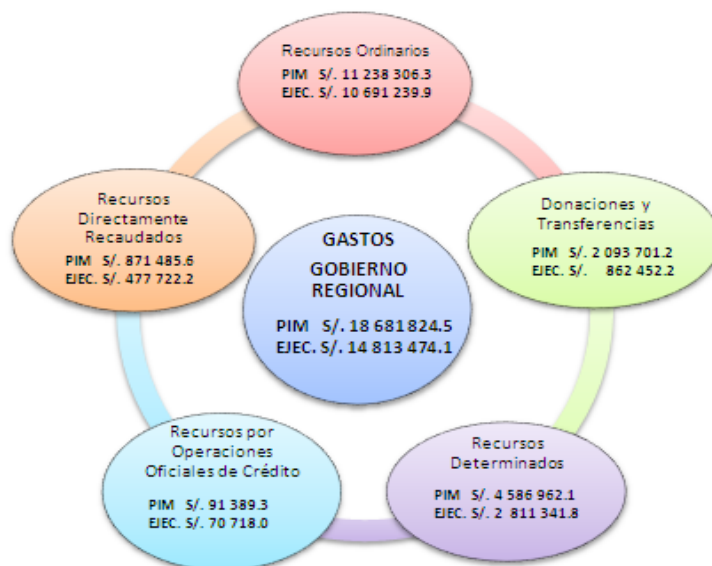 Recursos Ordinarios
PIM S/. 11 238 306.3
EJEC. S/. 10 691 239.9
Recursos
Directamente
Recaudados
PIM S/. 871 485.6
EJEC. S/. 477 722.2
Donaciones y
Transferencias
PIM S/. 2 093 701.2
EJEC. S/. 862 452.2
GASTOS
GOBIERNO
REGIONAL
PIM S/. 18 681 824.5
EJEC. S/. 14 813 474.1
Recursos por
Operaciones
Oficiales de Crédito
PIM S/. 91 389.3
EJEC. S/. 70 718.0
Recursos
Determinados
PIM S/. 4 586 962.1
EJEC. S/. 2 811 341.8